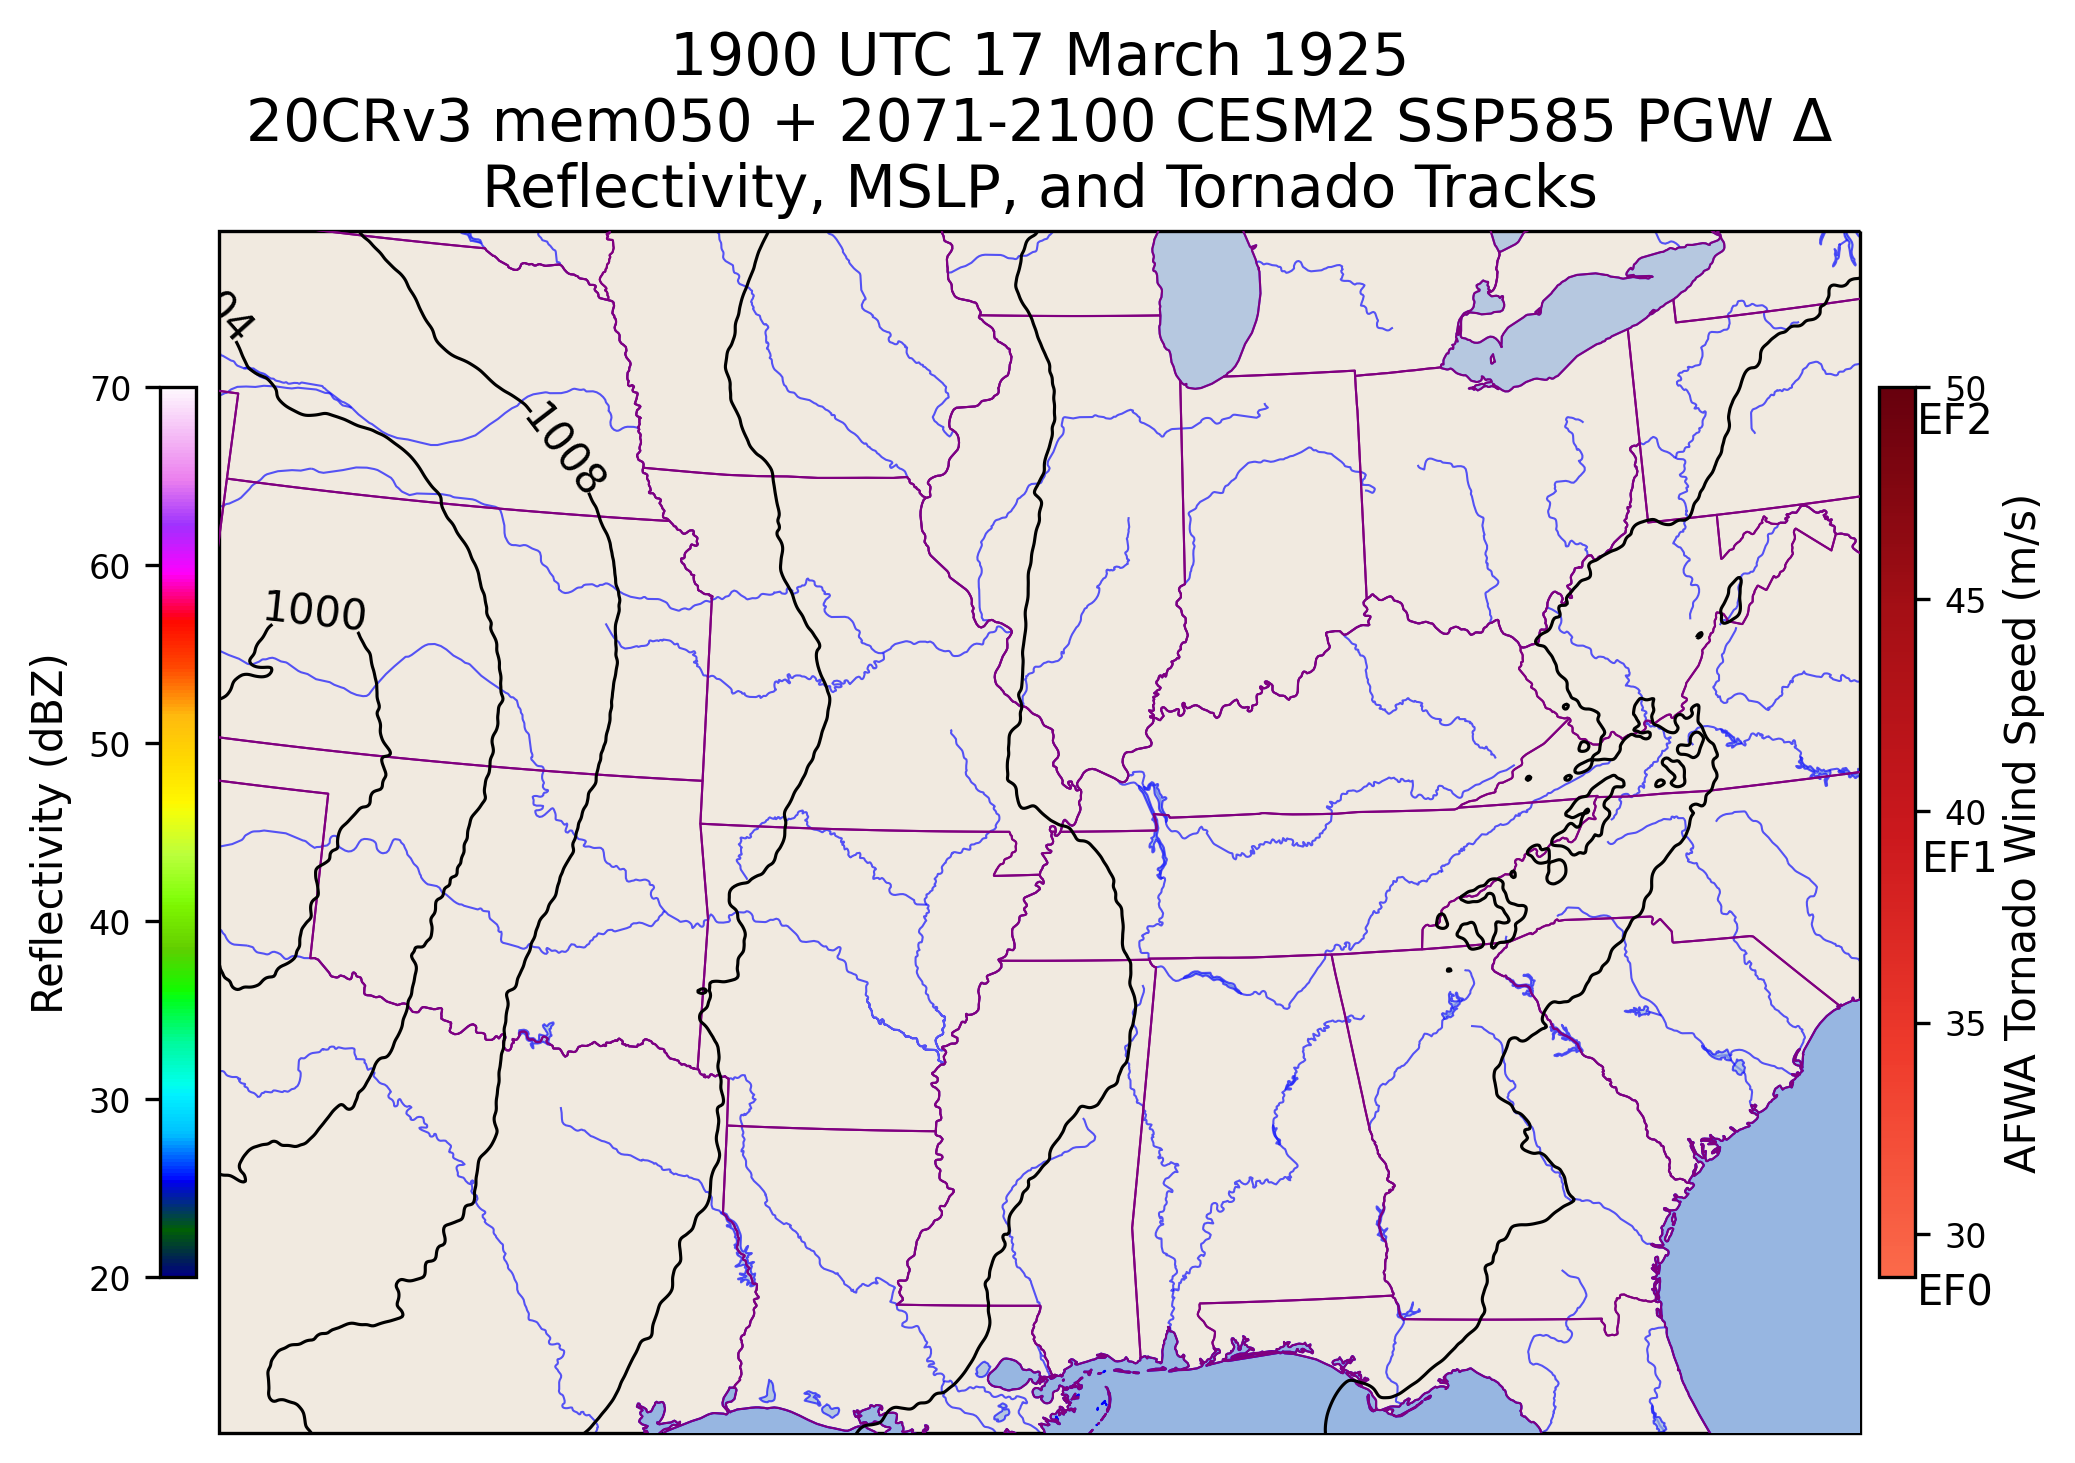 1900 UTC 17 March 1925
20CRv3 mem050 + 2071-2100 CESM2 SSP585 PGW Δ
Reflectivity, MSLP, and Tornado Tracks
04
1008
1000
70
60
50
40
30
20
Reflectivity (dBZ)
50
EF2
45
40
EF1
35
30
EF0
AFWA Tornado Wind Speed (m/s)